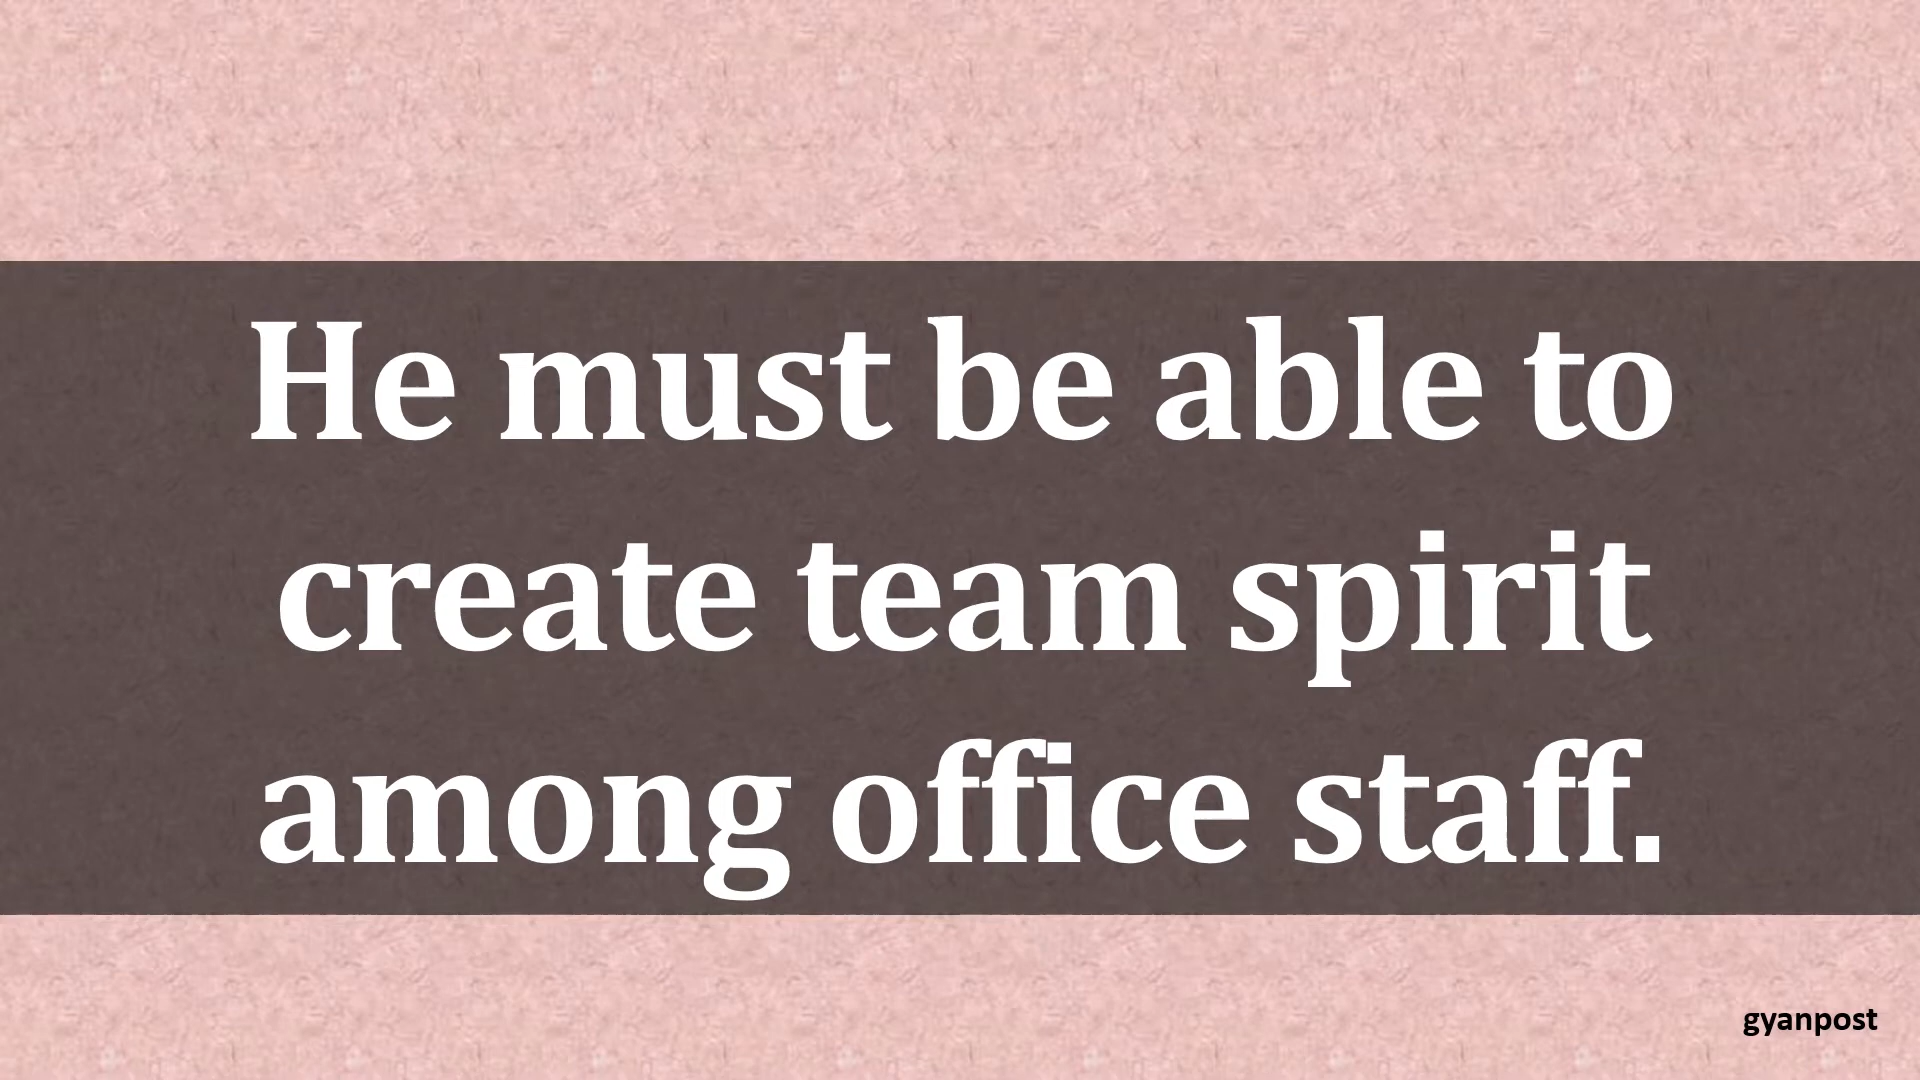 He must be able to
create team spirit
among office staff.
gyanpost